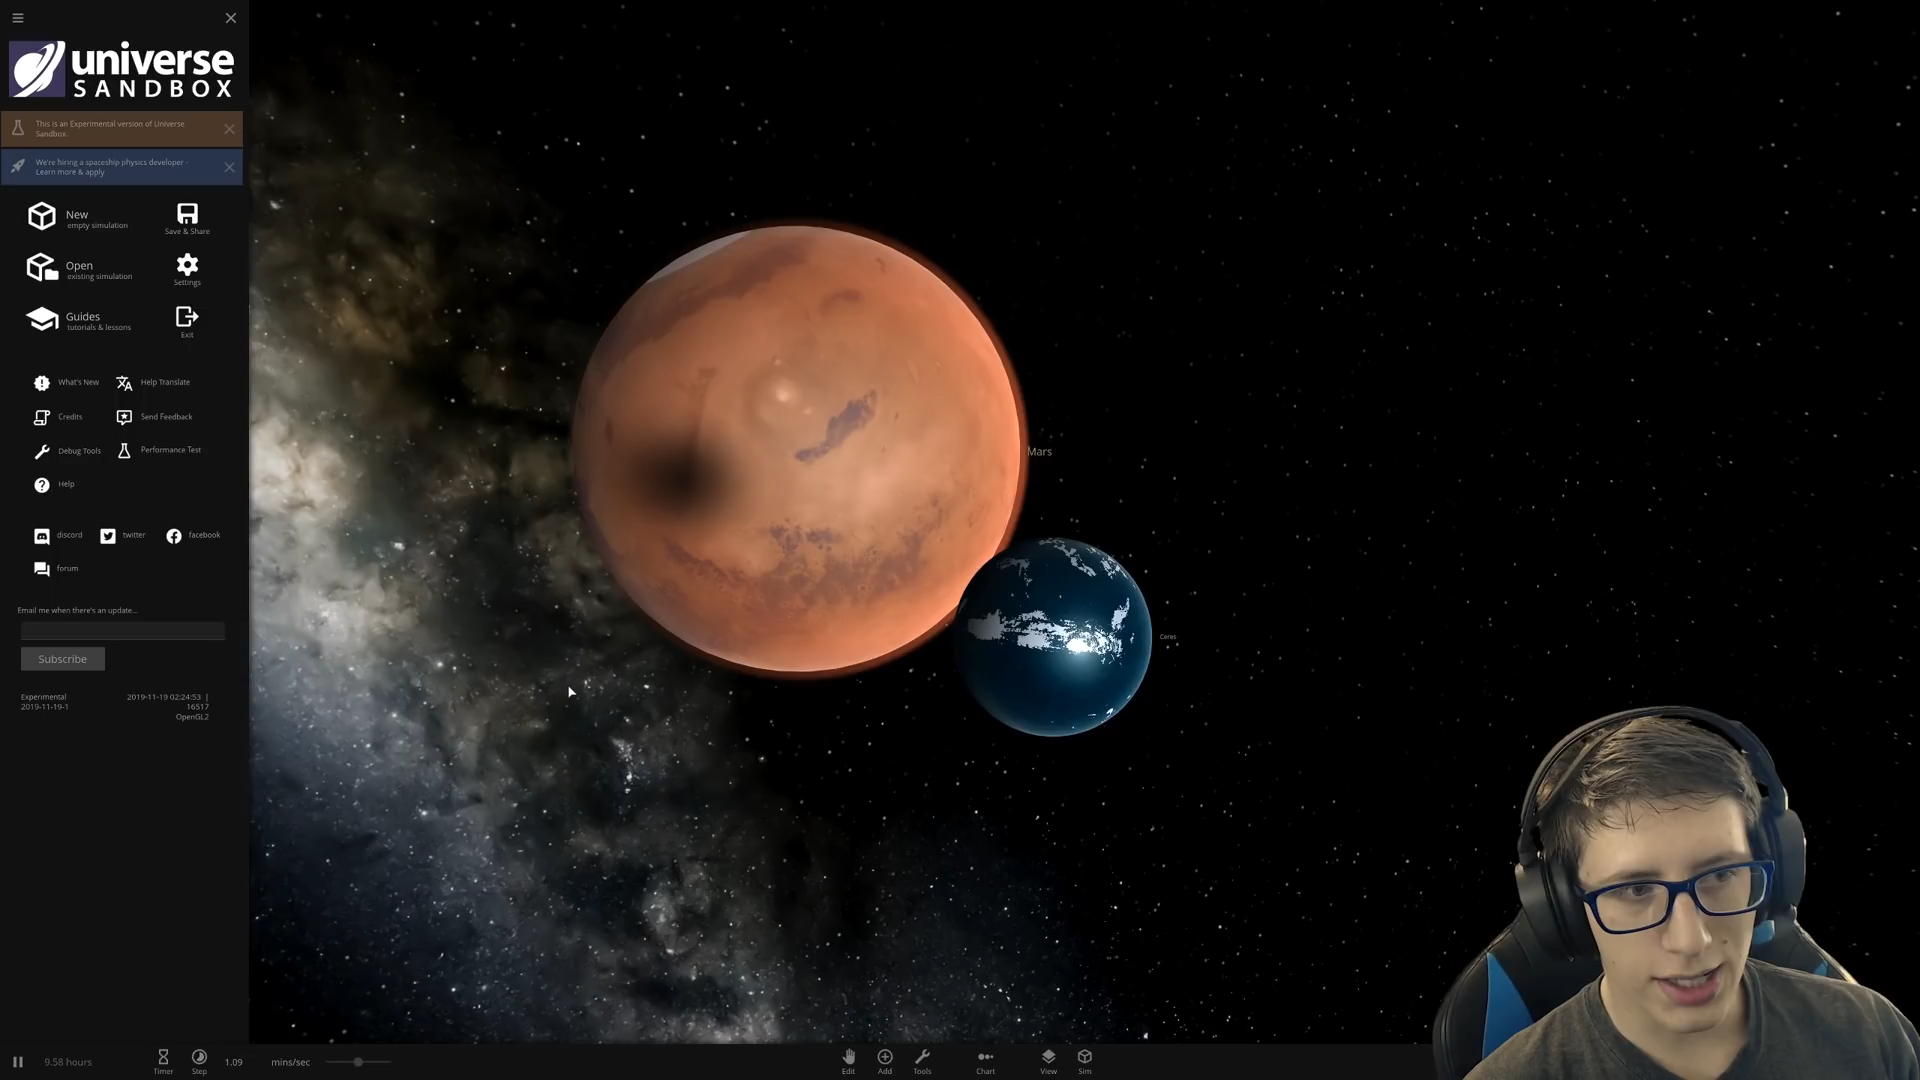 universe
SANDBOX
This is an Experimental version of Universe
Sandbox.
We're hiring a spaceship physics developer -
Learn more & apply
New
empty simulation
Save & Share
Open
existing simulation
Settings
Guides
tutorials & lessons
Exit
What's New
Help Translate
Credits
Send Feedback
Debug Tools
Performance Test
Help
discord
twitter
facebook
forum
Email me when there's an update...
Subscribe
Experimental
2019-11-19-1
2019-11-19 02:24:53 |
16517
OpenGL2
Mars
Ceres
9.58 hours
Timer
Step
1.09
mins/sec
Edit
Add
Tools
Chart
View
Sim